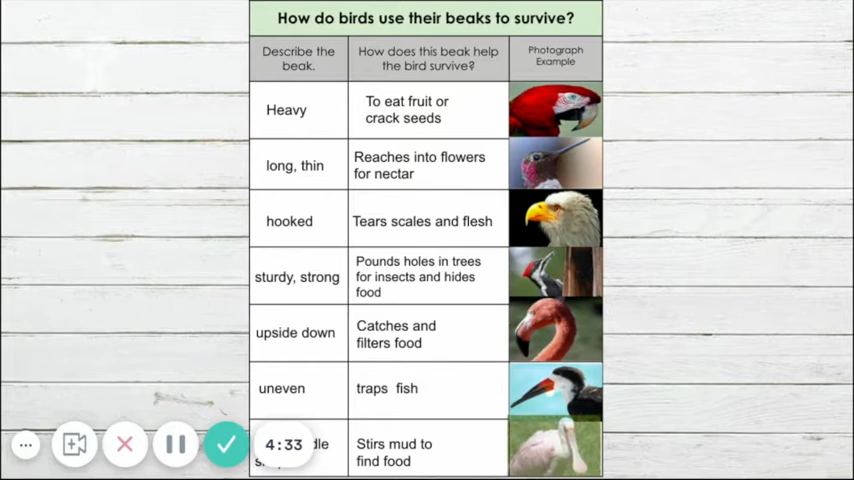 How do birds use their beaks to survive?
Describe the
beak.
How does this beak help
the bird survive?
Photograph
Example
Heavy
To eat fruit or
crack seeds
long, thin
Reaches into flowers
for nectar
hooked
Tears scales and flesh
sturdy, strong
Pounds holes in trees
for insects and hides
food
upside down
Catches and
filters food
uneven
traps fish
Stirs mud to
find food
4:33